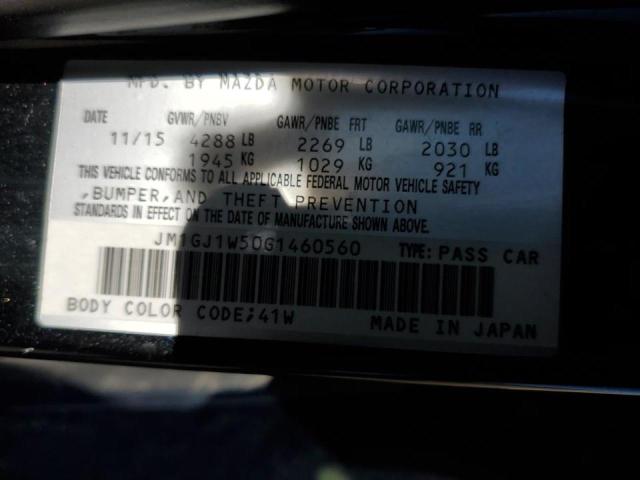 MFD. BY MAZDA MOTOR CORPORATION
DATE GVWR/PNBV GAWR/PNBE FRT GAWR/PNBE RR
11/15 4288 LB 2269 LB 2030 LB
1945 KG 1029 KG 921 KG
THIS VEHICLE CONFORMS TO ALL APPLICABLE FEDERAL MOTOR VEHICLE SAFETY
,BUMPER,AND THEFT PREVENTION
STANDARDS IN EFFECT ON THE DATE OF MANUFACTURE SHOWN ABOVE.
JM1GJ1W50G1460560 TYPE: PASS CAR
BODY COLOR CODE;41W MADE IN JAPAN